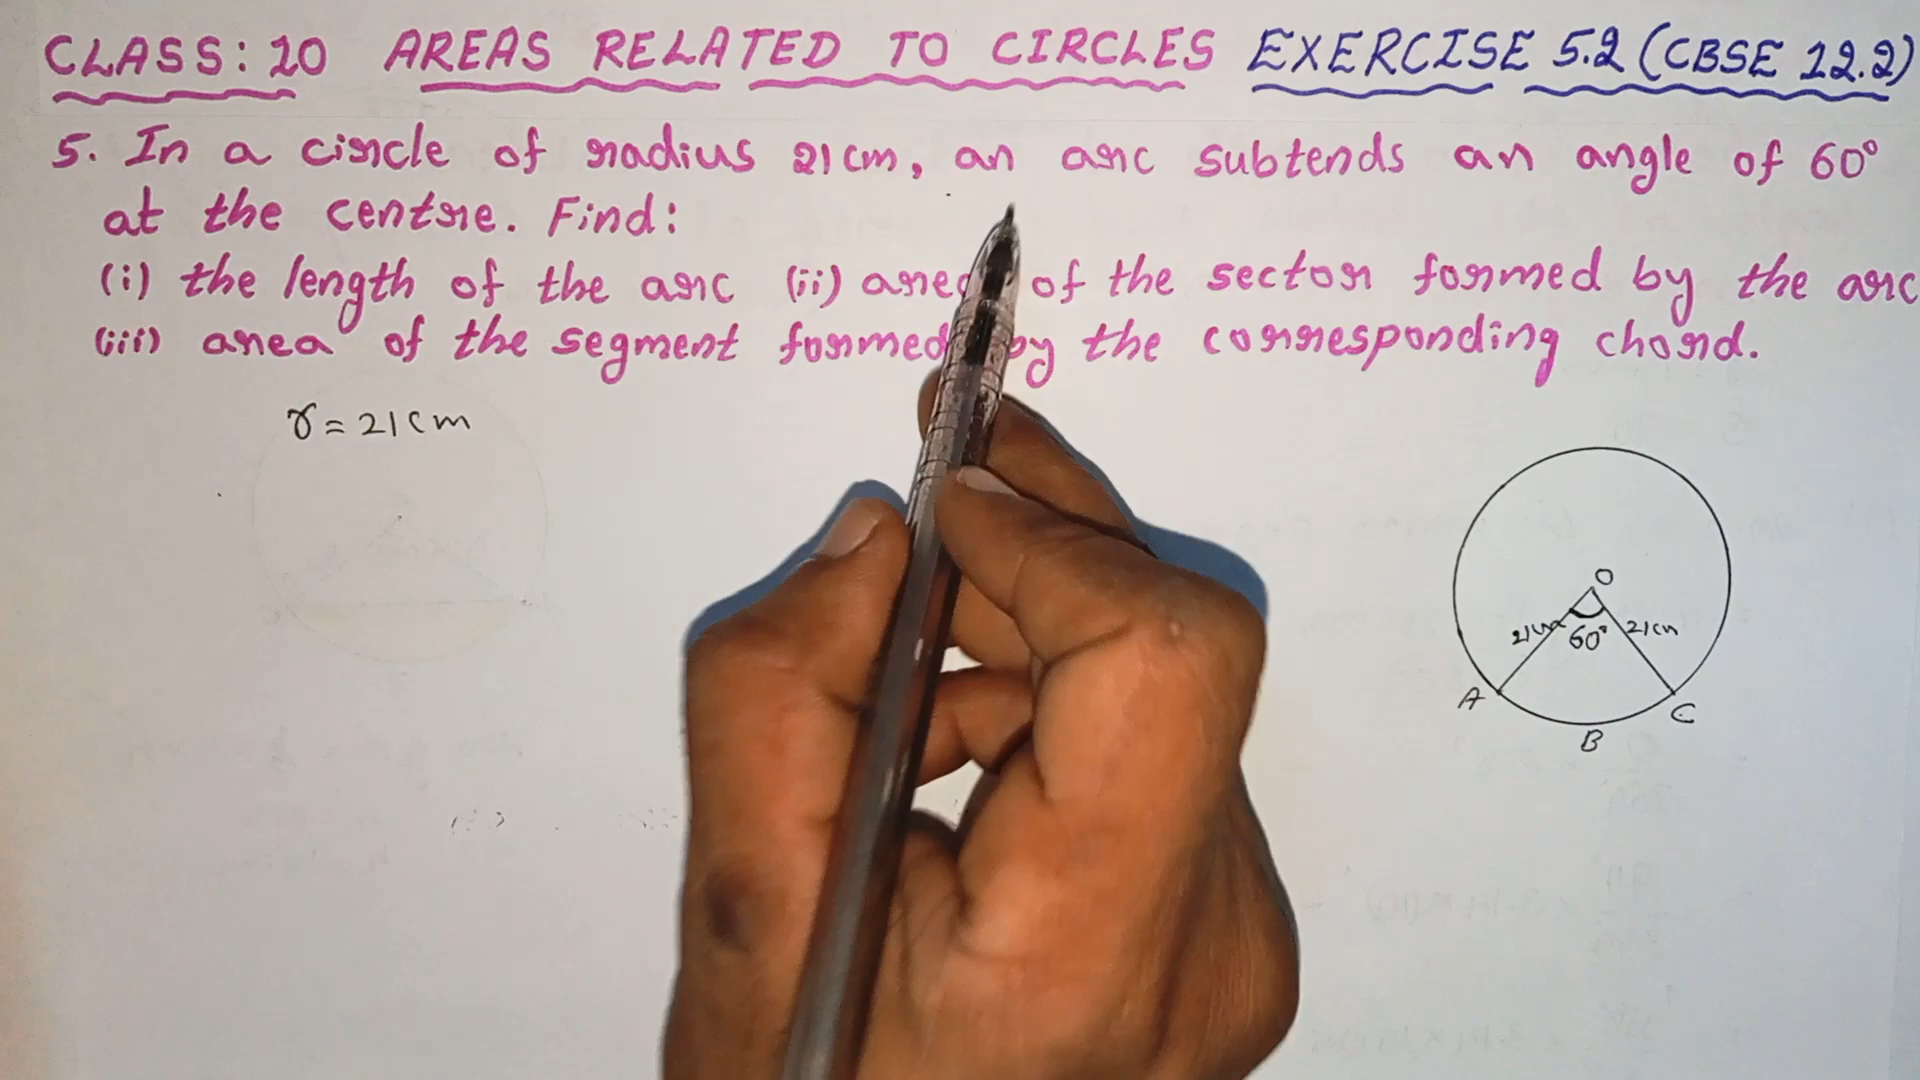 CLASS: 10 AREAS RELATED TO CIRCLES EXERCISE 5.2 (CBSE 12.2)
5. In a circle of radius 21 cm, an arc subtends an angle of 60°
at the centre. Find:
(i) the length of the arc (ii) area of the sector formed by the arc
(iii) area of the segment formed by the corresponding chord.
r = 21 cm
O
21cm 60° 21cm
A
C
B